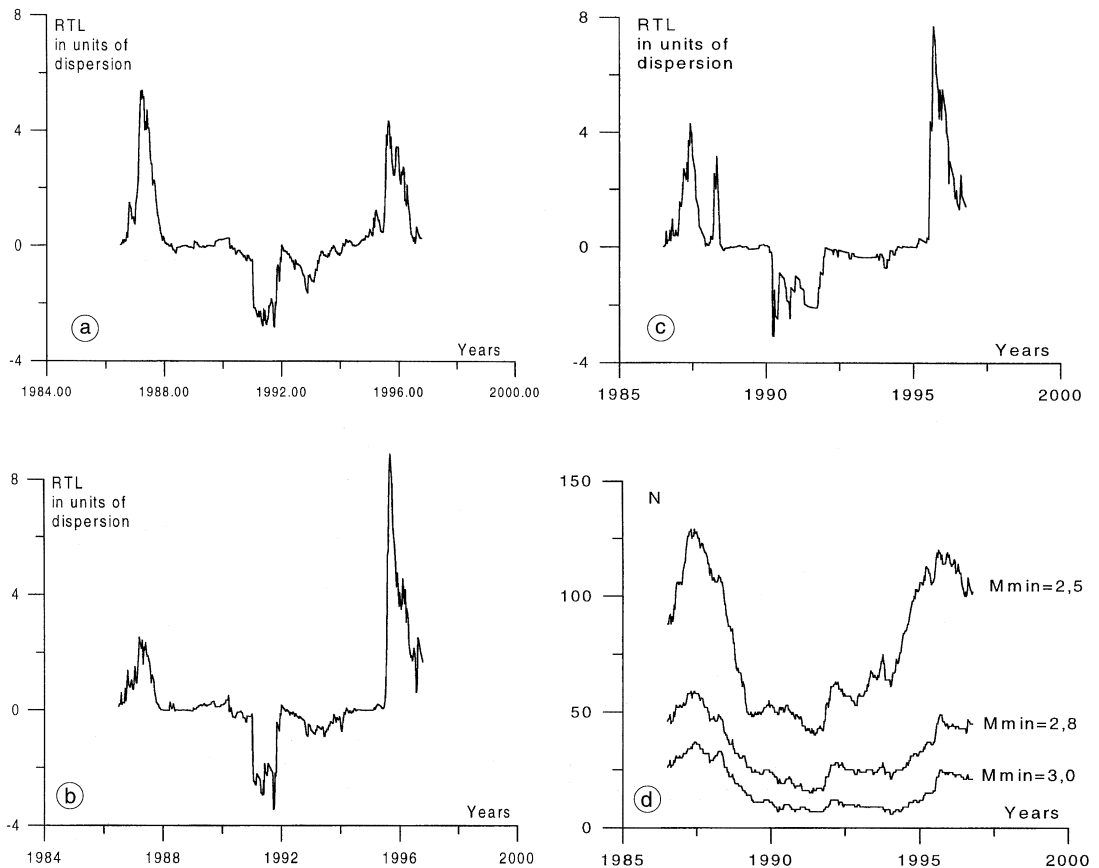 8
RTL
in units of
dispersion
4
0
-4
a
Years
1984.00
1988.00
1992.00
1996.00
2000.00
8
RTL
in units of
dispersion
4
0
-4
c
Years
1985
1990
1995
2000
8
RTL
in units of
dispersion
4
0
-4
b
Years
1984
1988
1992
1996
2000
150
N
100
50
0
Mmin=2,5
Mmin=2,8
Mmin=3,0
d
Years
1985
1990
1995
2000